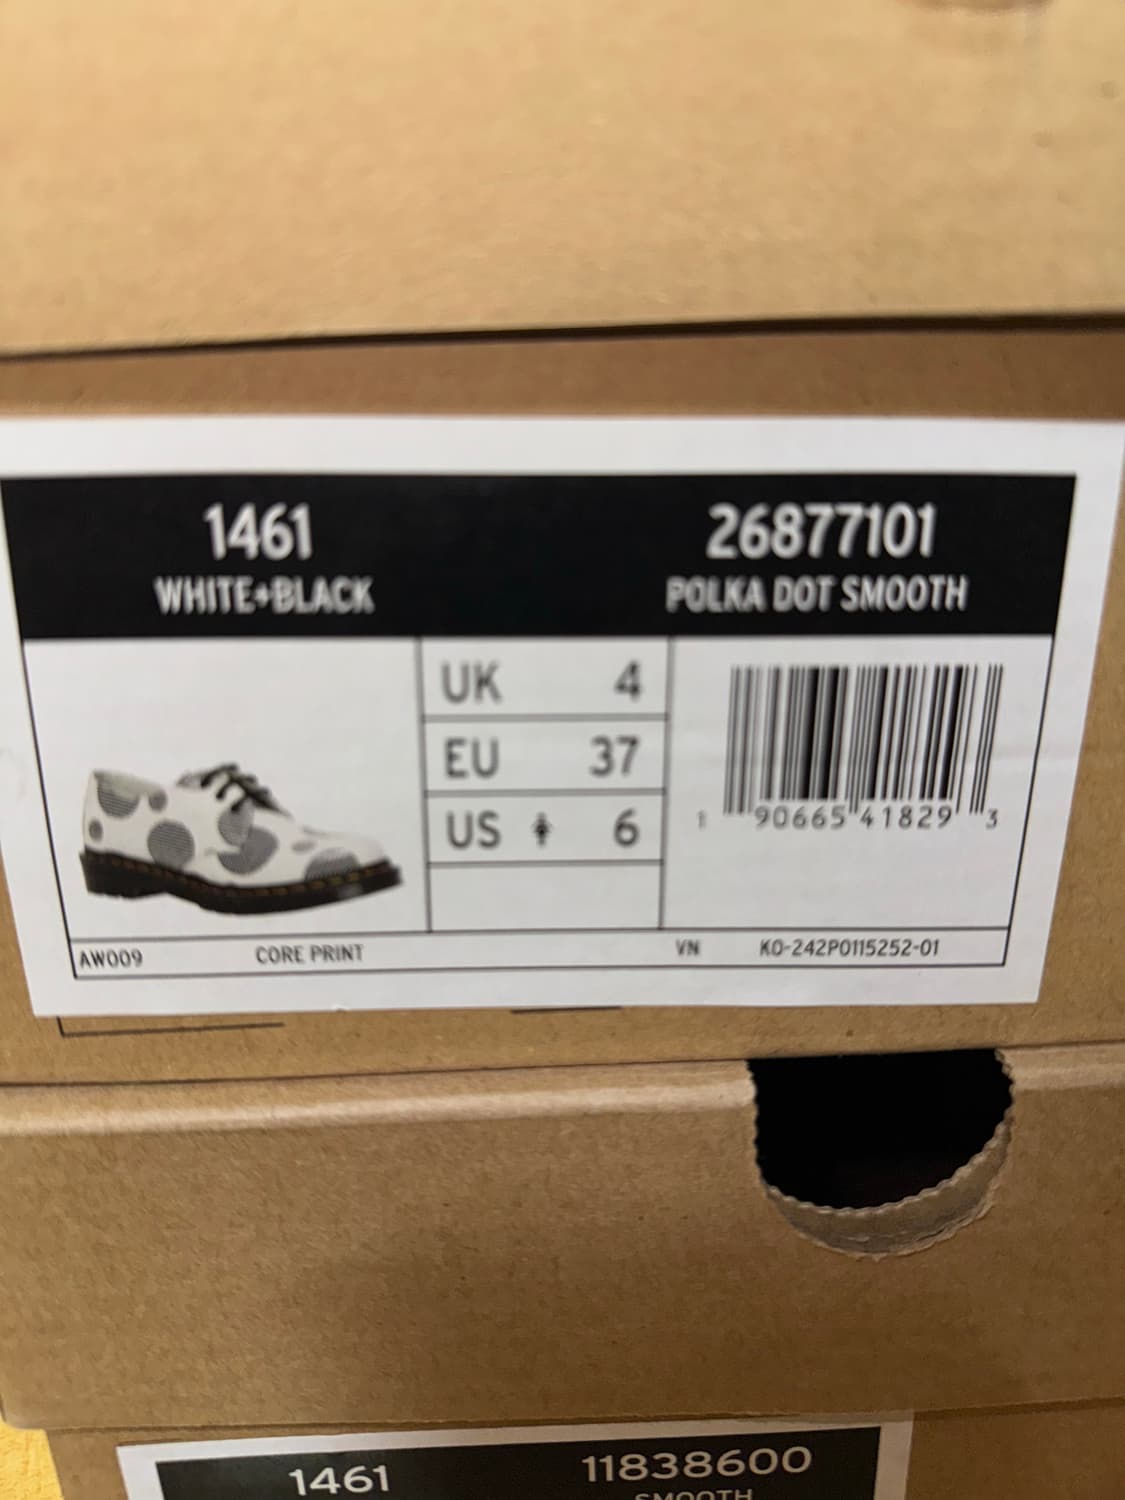 1461
WHITE+BLACK
26877101
POLKA DOT SMOOTH
UK 4
EU 37
US 6
1 90665 41829 3
AW009
CORE PRINT
VN
KO-242P0115252-01
1461
11838600
SMOOTH